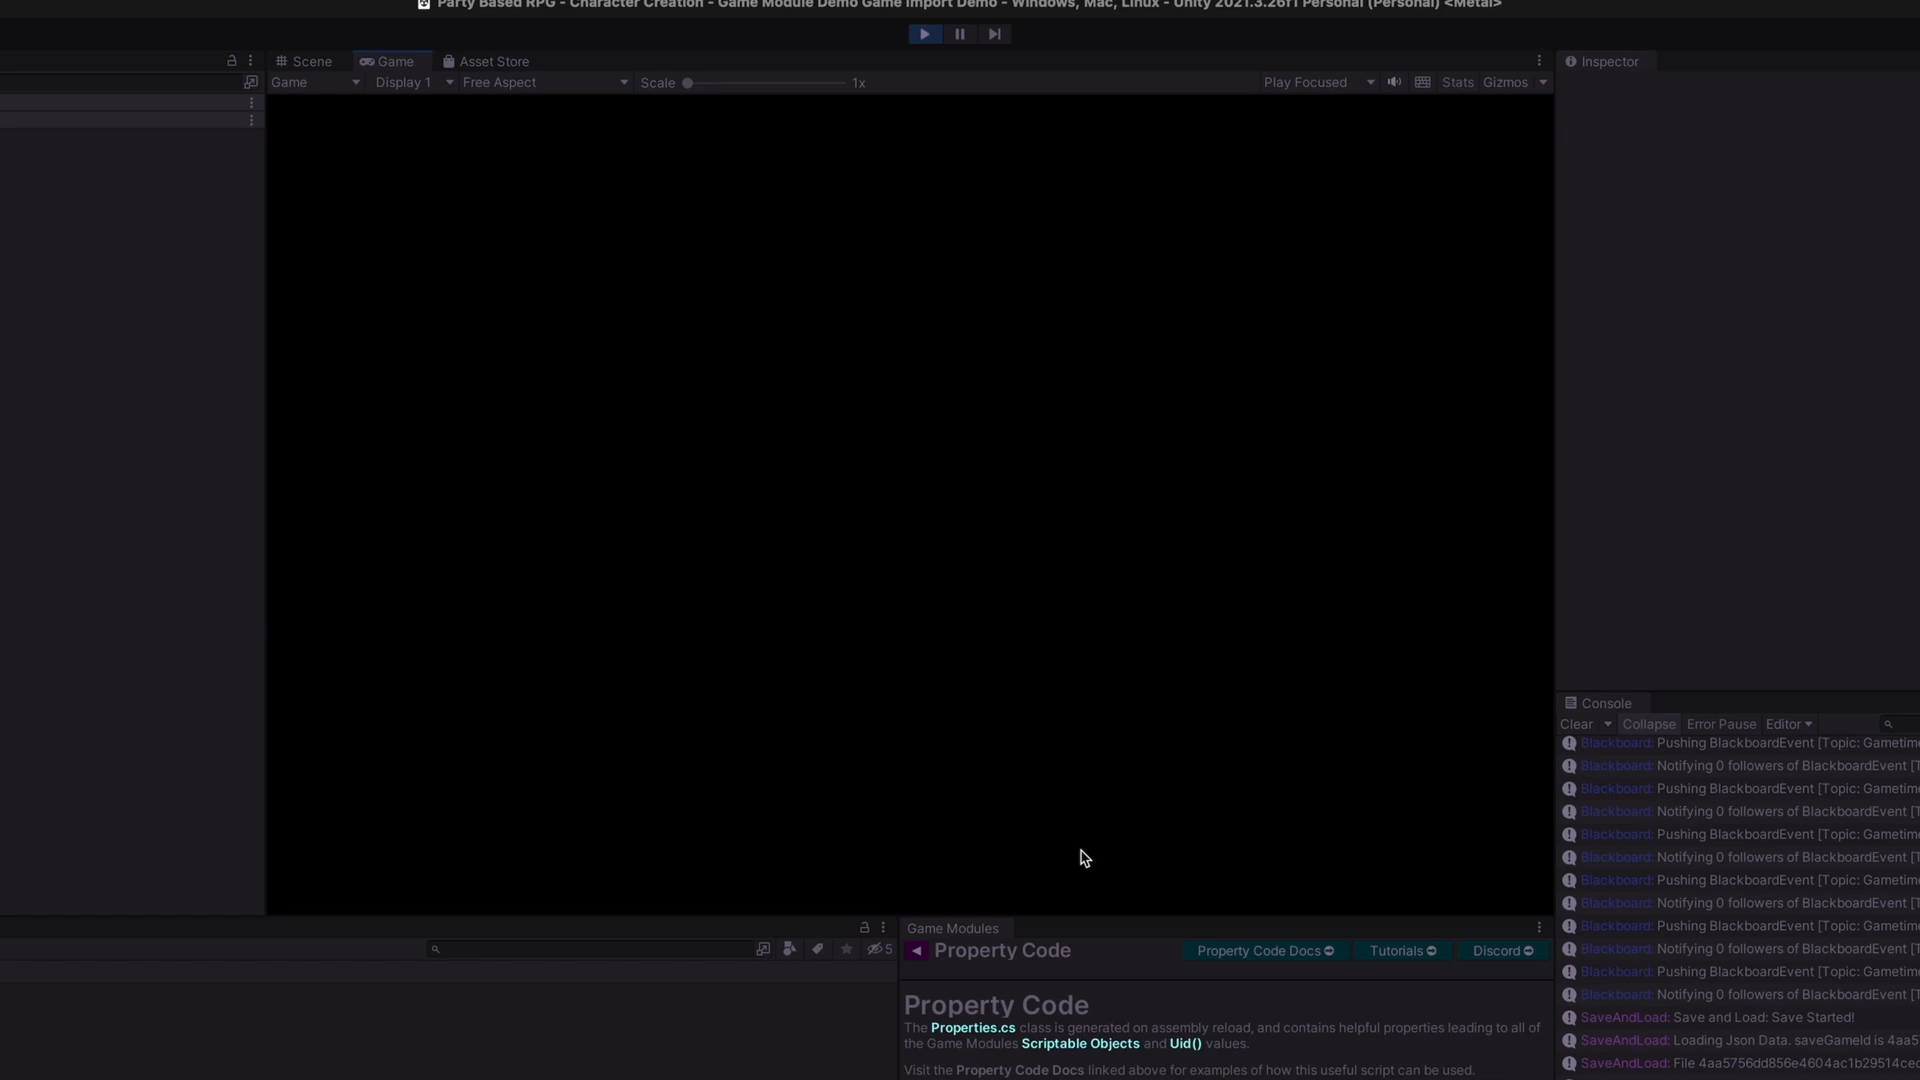 Party Based RPG - Character Creation - Game Module Demo Game Import Demo - Windows, Mac, Linux - Unity 2021.3.26f1 Personal (Personal) <Metal>
Scene Game Asset Store
Inspector
Game Display 1 Free Aspect Scale 1x Play Focused Stats Gizmos
Console
Clear Collapse Error Pause Editor
Blackboard: Pushing BlackboardEvent [Topic: Gametime
Blackboard: Notifying 0 followers of BlackboardEvent [T
Blackboard: Pushing BlackboardEvent [Topic: Gametime
Blackboard: Notifying 0 followers of BlackboardEvent [T
Blackboard: Pushing BlackboardEvent [Topic: Gametime
Blackboard: Notifying 0 followers of BlackboardEvent [T
Blackboard: Pushing BlackboardEvent [Topic: Gametime
Blackboard: Notifying 0 followers of BlackboardEvent [T
Blackboard: Pushing BlackboardEvent [Topic: Gametime
Blackboard: Notifying 0 followers of BlackboardEvent [T
Blackboard: Pushing BlackboardEvent [Topic: Gametime
Blackboard: Notifying 0 followers of BlackboardEvent [T
SaveAndLoad: Save and Load: Save Started!
SaveAndLoad: Loading Json Data. saveGameId is 4aa5
SaveAndLoad: File 4aa5756dd856e4604ac1b29514cec
5
Game Modules
Property Code Property Code Docs Tutorials Discord
Property Code
The Properties.cs class is generated on assembly reload, and contains helpful properties leading to all of
the Game Modules Scriptable Objects and Uid() values.
Visit the Property Code Docs linked above for examples of how this useful script can be used.